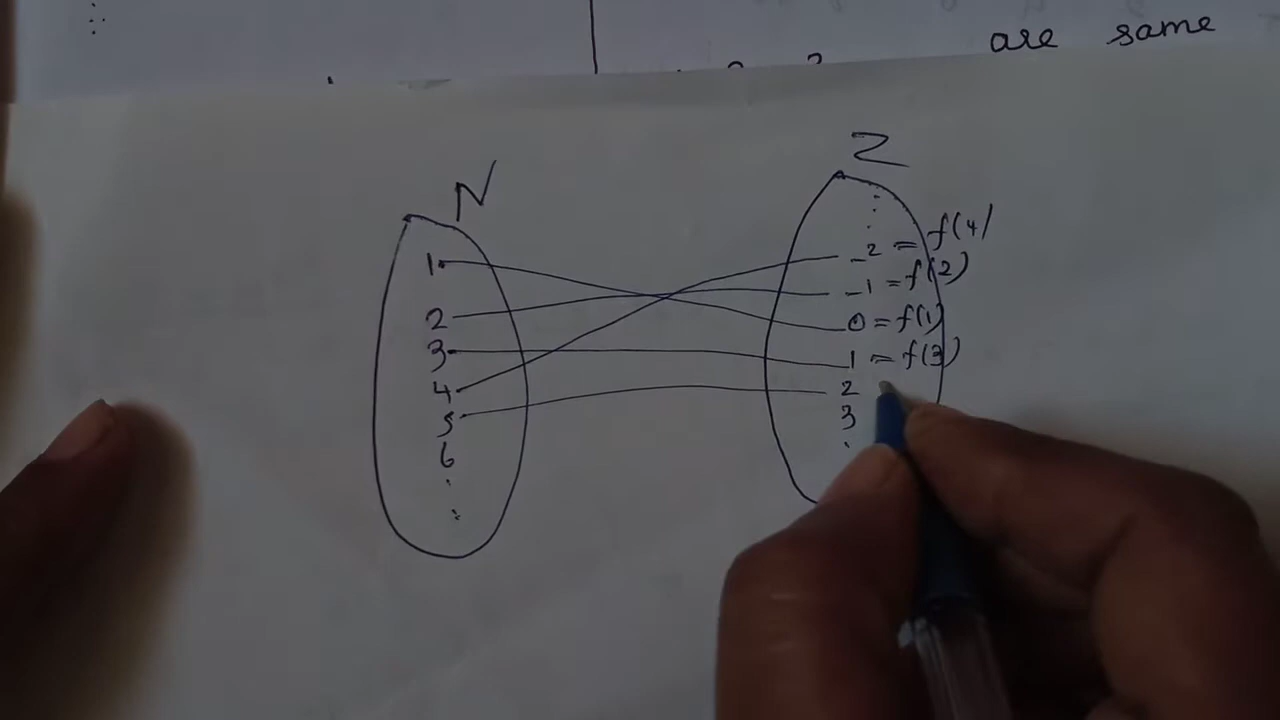 are same
N
Z
1
2
3
4
5
6
-2 = f(4)
-1 = f(2)
0 = f(1)
1 = f(3)
2
3